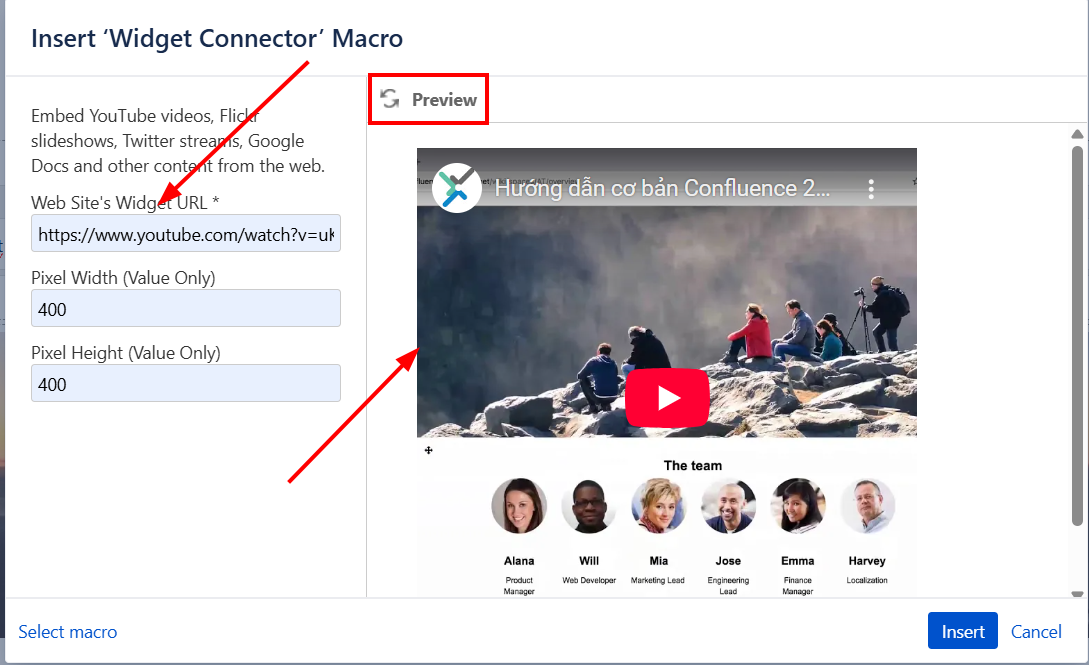 Insert ‘Widget Connector’ Macro
Preview
Embed YouTube videos, Flickr
slideshows, Twitter streams, Google
Docs and other content from the web.
Web Site's Widget URL *
https://www.youtube.com/watch?v=uK
Pixel Width (Value Only)
400
Pixel Height (Value Only)
400
Hướng dẫn cơ bản Confluence 2...
The team
Alana Will Mia Jose Emma Harvey
Product Web Developer Marketing Lead Engineering Finance Localization
Manager Lead Manager
Select macro
Insert Cancel